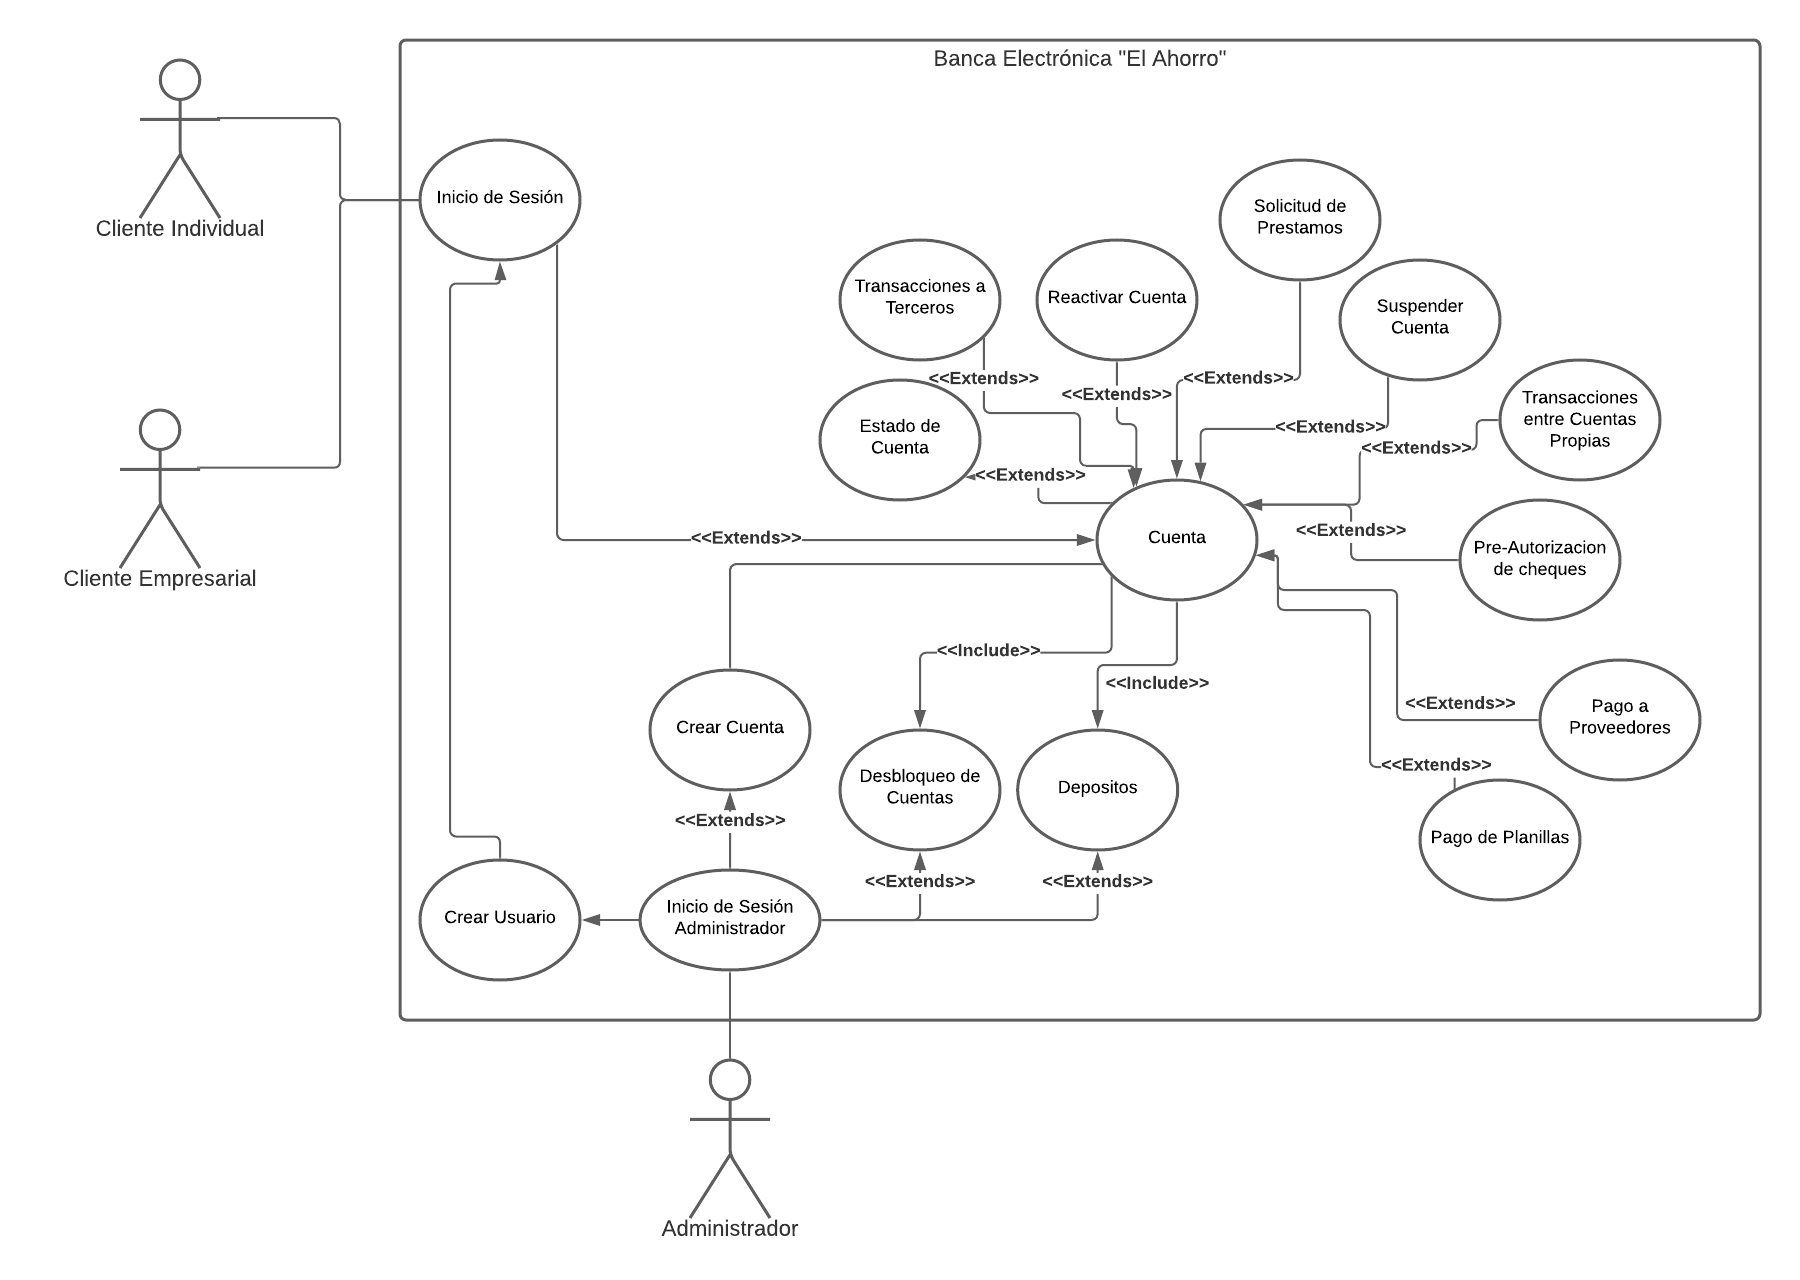 Banca Electrónica "El Ahorro"
Cliente Individual
Inicio de Sesión
Solicitud de
Prestamos
Transacciones a
Terceros
Reactivar Cuenta
Suspender
Cuenta
<<Extends>>
<<Extends>>
<<Extends>>
Transacciones
entre Cuentas
Propias
Estado de
Cuenta
<<Extends>>
<<Extends>>
<<Extends>>
Cliente Empresarial
<<Extends>>
Cuenta
<<Extends>>
Pre-Autorizacion
de cheques
<<Include>>
<<Include>>
<<Extends>>
Pago a
Proveedores
Crear Cuenta
<<Extends>>
Desbloqueo de
Cuentas
Depositos
<<Extends>>
Pago de Planillas
<<Extends>>
<<Extends>>
Crear Usuario
Inicio de Sesión
Administrador
Administrador